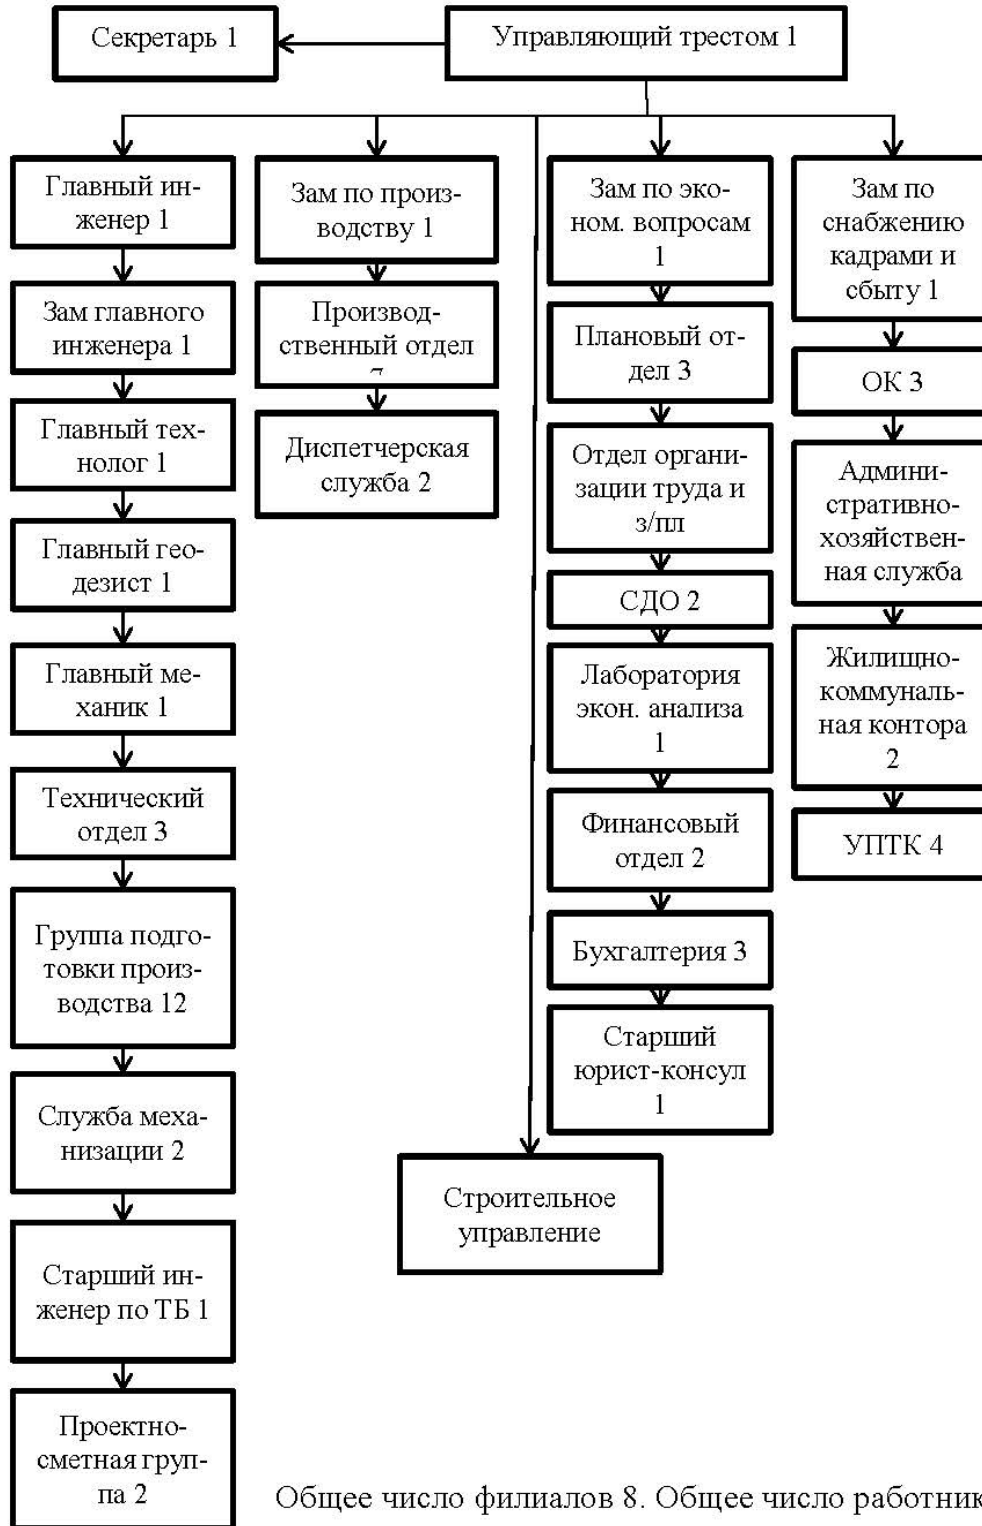 Секретарь 1
Управляющий трестом 1
Главный ин-
женер 1
Зам главного
инженера 1
Главный тех-
нолог 1
Главный гео-
дезист 1
Главный ме-
ханик 1
Технический
отдел 3
Группа подго-
товки произ-
водства 12
Служба меха-
низации 2
Старший ин-
женер по ТБ 1
Проектно-
сметная груп-
па 2
Зам по произ-
водству 1
Производ-
ственный отдел
Диспетчерская
служба 2
Зам по эко-
ном. вопросам
1
Плановый от-
дел 3
Отдел органи-
зации труда и
з/пл
СДО 2
Лаборатория
экон. анализа
1
Финансовый
отдел 2
Бухгалтерия 3
Старший
юрист-консул
1
Зам по
снабжению
кадрами и
сбыту 1
ОК 3
Админи-
стративно-
хозяйствен-
ная служба
Жилищно-
коммуналь-
ная контора
2
УПТК 4
Строительное
управление
Общее число филиалов 8. Общее число работник